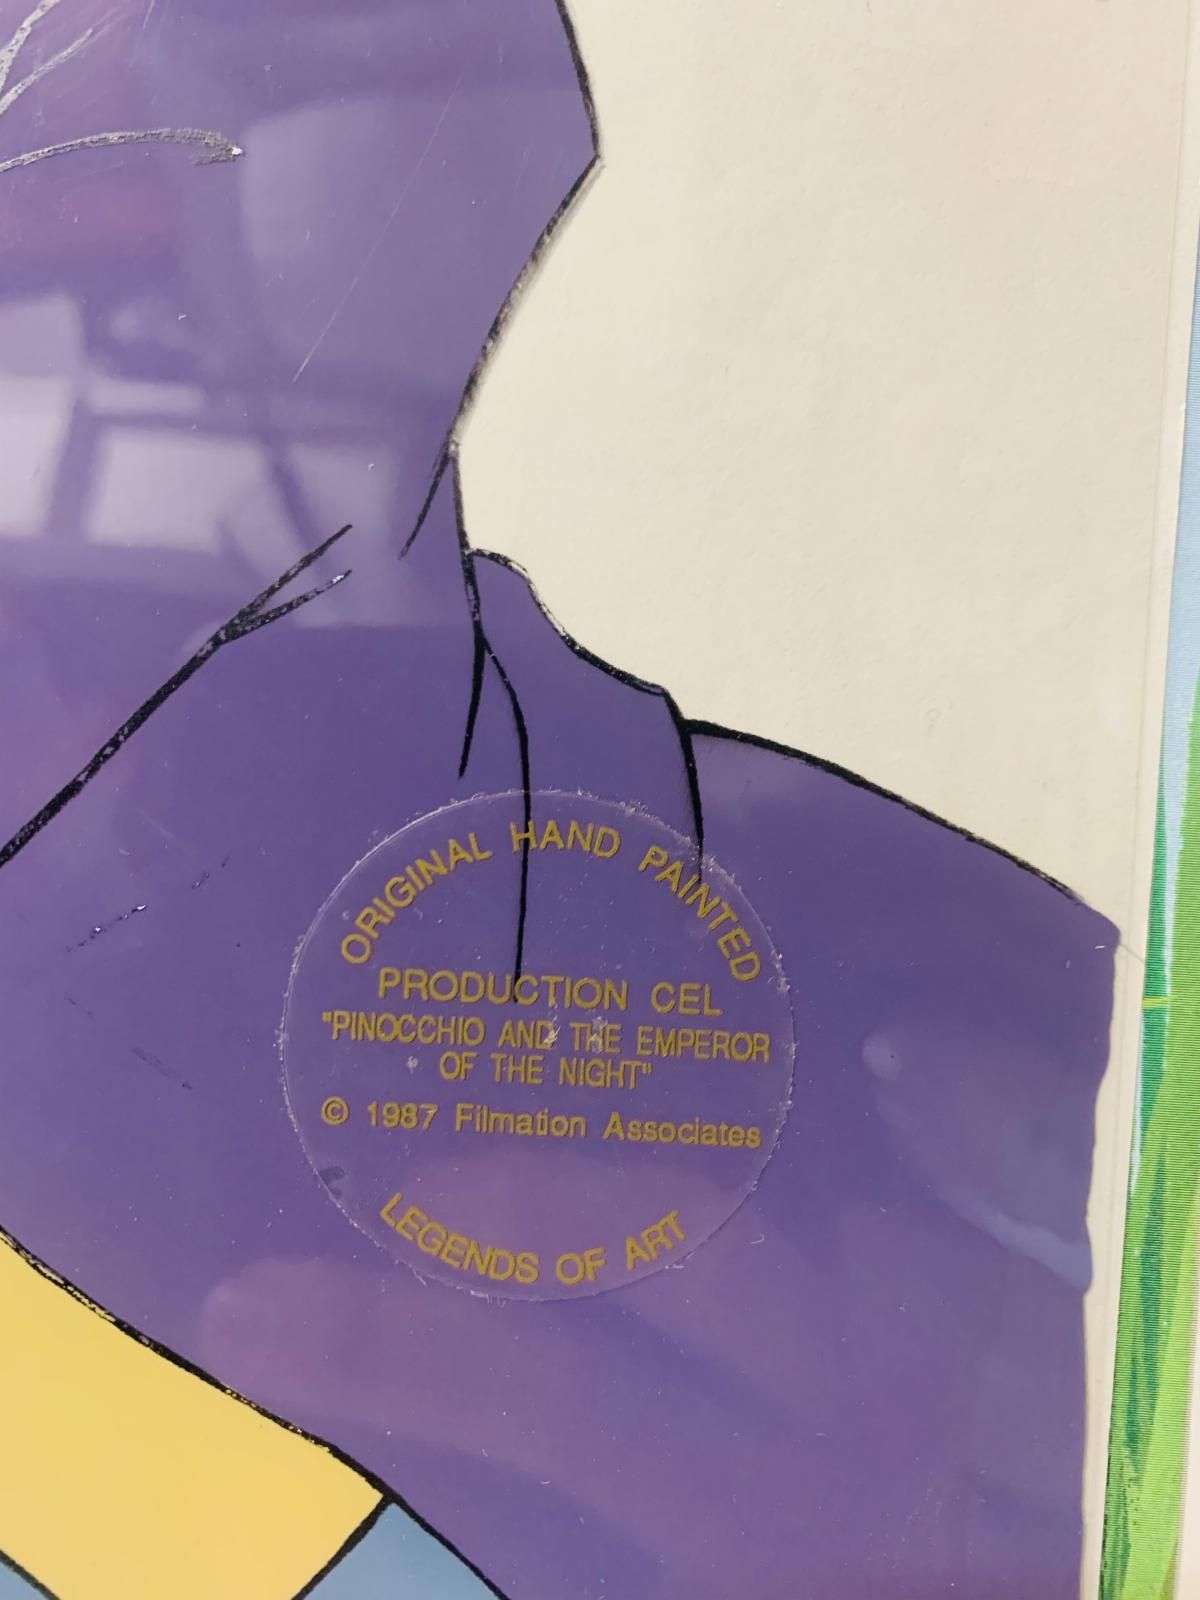 ORIGINAL HAND PAINTED
PRODUCTION CEL
"PINOCCHIO AND THE EMPEROR
OF THE NIGHT"
© 1987 Filmation Associates
LEGENDS OF ART